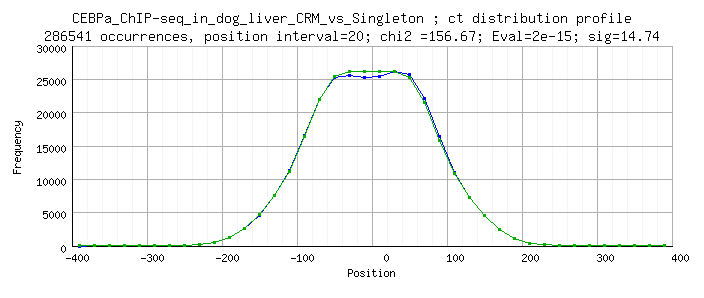 CEBPa_ChIP-seq_in_dog_liver_CRM_vs_Singleton ; ct distribution profile
286541 occurrences, position interval=20; chi2 =156.67; Eval=2e-15; sig=14.74
30000
25000
20000
15000
10000
5000
0
Frequency
-400 -300 -200 -100 0 100 200 300 400
Position